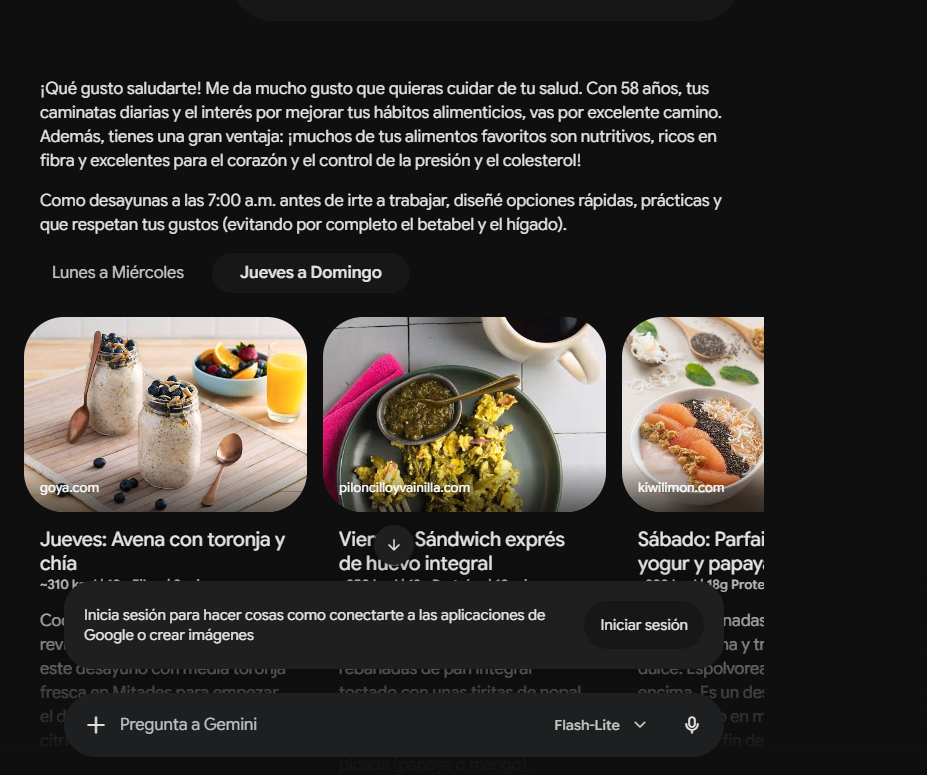 ¡Qué gusto saludarte! Me da mucho gusto que quieras cuidar de tu salud. Con 58 años, tus
caminatas diarias y el interés por mejorar tus hábitos alimenticios, vas por excelente camino.
Además, tienes una gran ventaja: ¡muchos de tus alimentos favoritos son nutritivos, ricos en
fibra y excelentes para el corazón y el control de la presión y el colesterol!
Como desayunas a las 7:00 a.m. antes de irte a trabajar, diseñé opciones rápidas, prácticas y
que respetan tus gustos (evitando por completo el betabel y el hígado).
Lunes a Miércoles
Jueves a Domingo
goya.com
piloncilloyvainilla.com
kiwilimon.com
Jueves: Avena con toronja y
chía
~310
Sándwich exprés
de huevo integral
Sábado: Parfai
yogur y papaya
18g Prote
Inicia sesión para hacer cosas como conectarte a las aplicaciones de
Google o crear imágenes
Iniciar sesión
este desayuno con media toronja
fresca en Mitades para empezar
rebanadas de pan integral
tostado con unas tiritas de nopal
dulce. Espolvorea
encima. Es un des
Pregunta a Gemini
Flash-Lite
picada (papaya o mango).